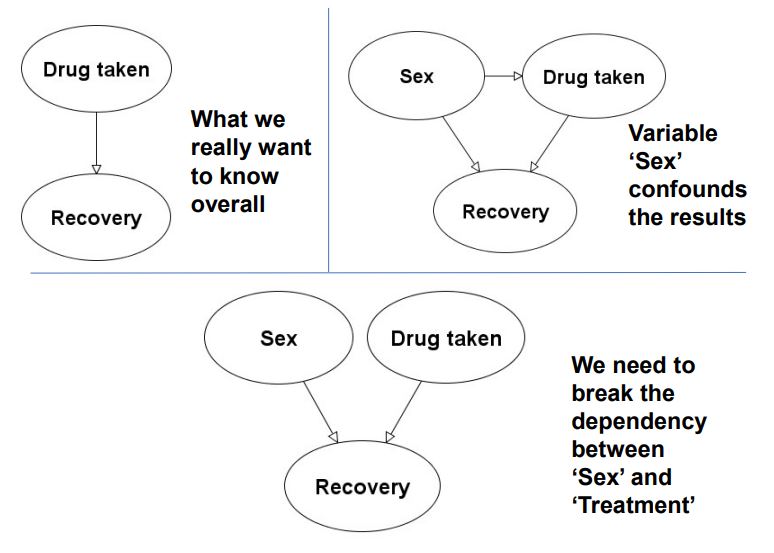 Drug taken
What we
really want
to know
overall
Recovery
Sex
Drug taken
Variable
‘Sex’
confounds
the results
Recovery
Sex
Drug taken
We need to
break the
dependency
between
‘Sex’ and
‘Treatment’
Recovery